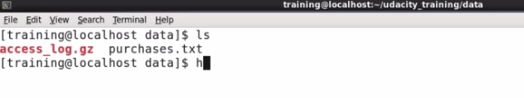 training@localhost:~/udacity_training/data
File Edit View Search Terminal Help
[training@localhost data]$ ls
access_log.gz purchases.txt
[training@localhost data]$ h